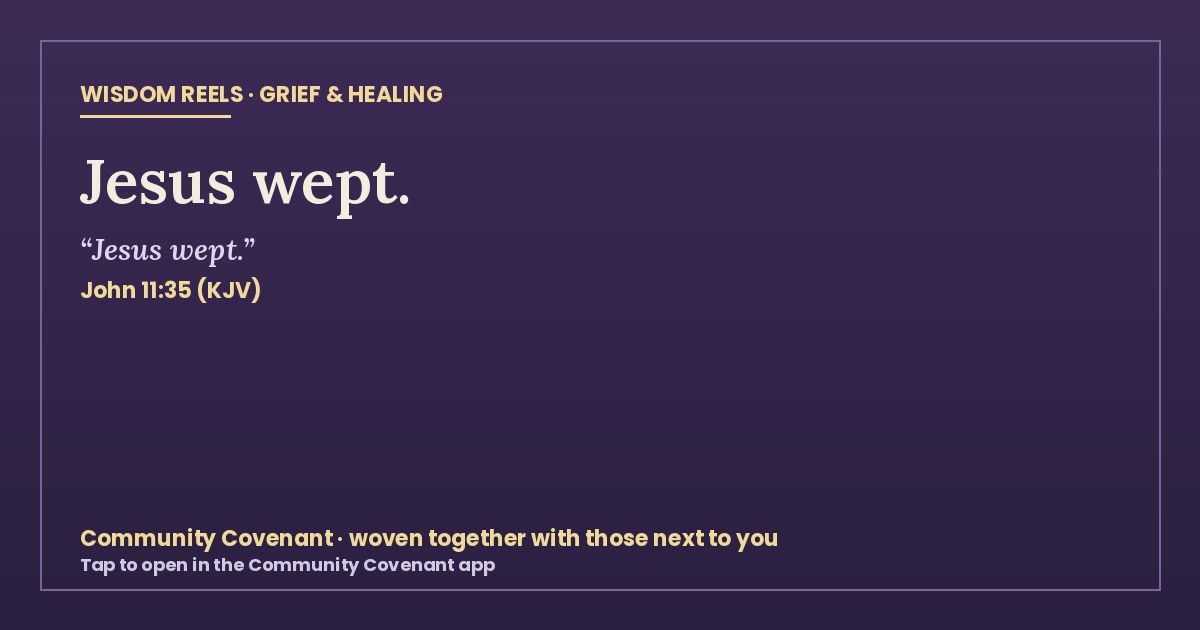 WISDOM REELS · GRIEF & HEALING
Jesus wept.
“Jesus wept.”
John 11:35 (KJV)
Community Covenant · woven together with those next to you
Tap to open in the Community Covenant app